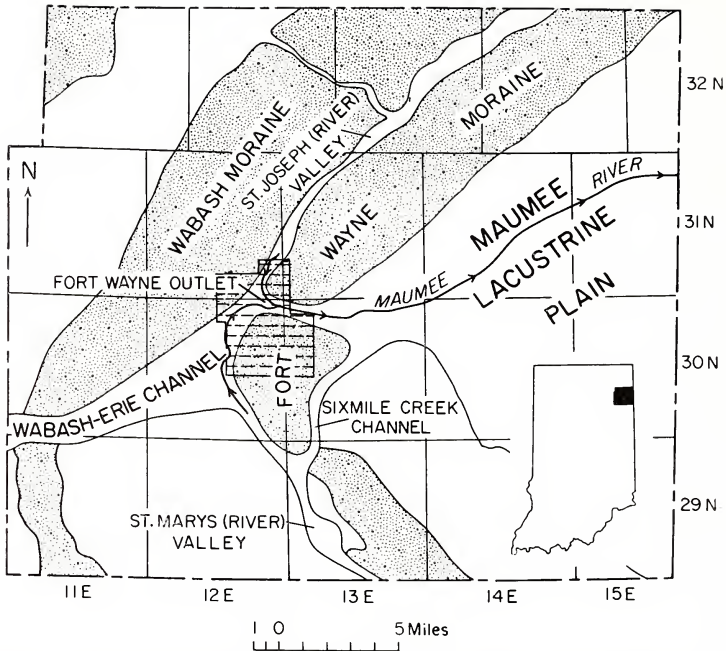 32 N
MORAINE
WABASH MORAINE
ST. JOSEPH (RIVER)
VALLEY
N
WAYNE
MAUMEE RIVER
31 N
MAUMEE
LACUSTRINE
PLAIN
FORT WAYNE OUTLET
FORT
30 N
WABASH-ERIE CHANNEL
SIXMILE CREEK
CHANNEL
ST. MARYS (RIVER)
VALLEY
29 N
11 E 12 E 13 E 14 E 15 E
1 0 5 Miles